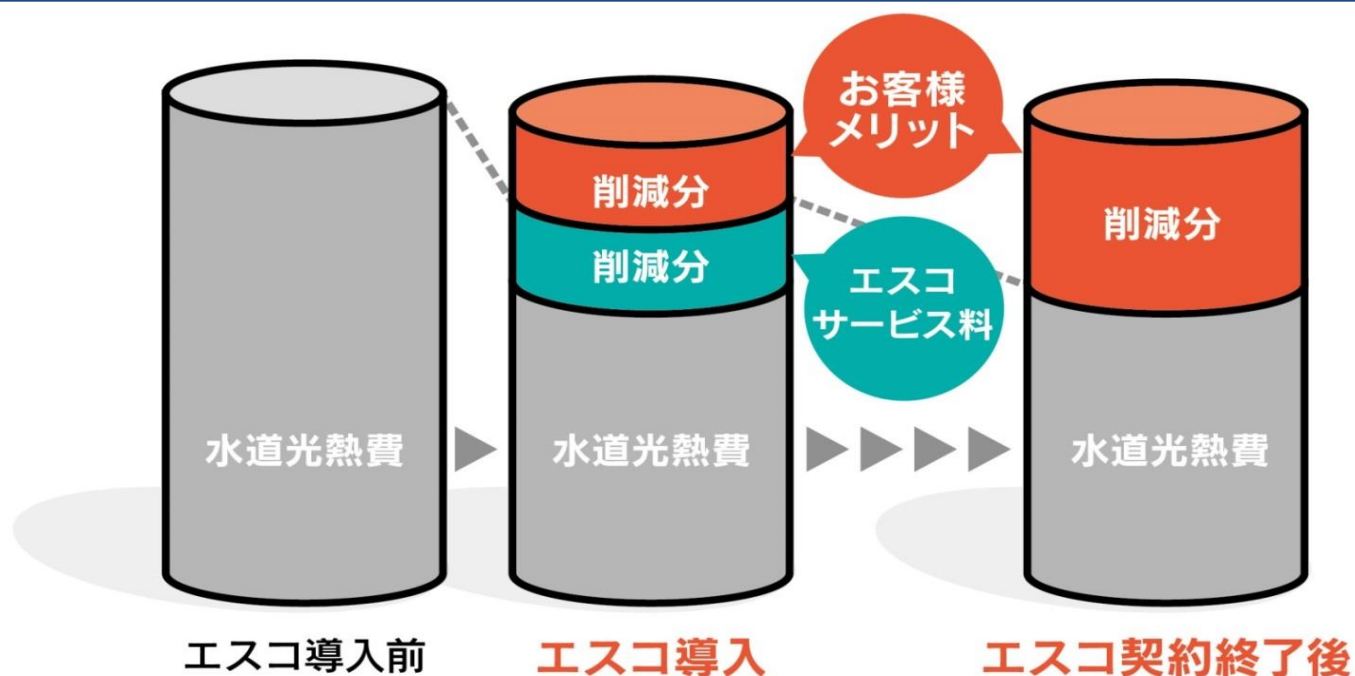 お客様
メリット
削減分
削減分
削減分
エスコ
サービス料
水道光熱費
水道光熱費
水道光熱費
エスコ導入前
エスコ導入
エスコ契約終了後